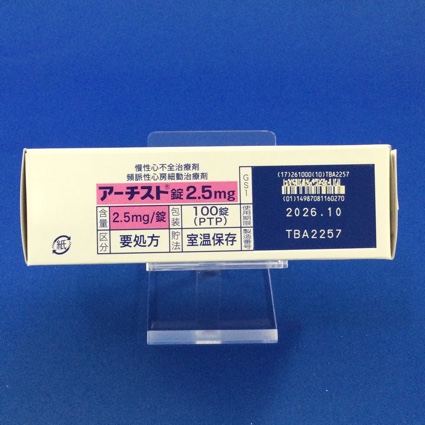 慢性心不全治療剤
頻脈性心房細動治療剤
アーチスト錠2.5mg
含量 2.5mg/錠 包装 100錠(PTP)
区分 要処方 貯法 室温保存
GS1
(17)261000(10)TBA2257
(01)14987081160270
使用期限 2026.10
製造番号 TBA2257
紙